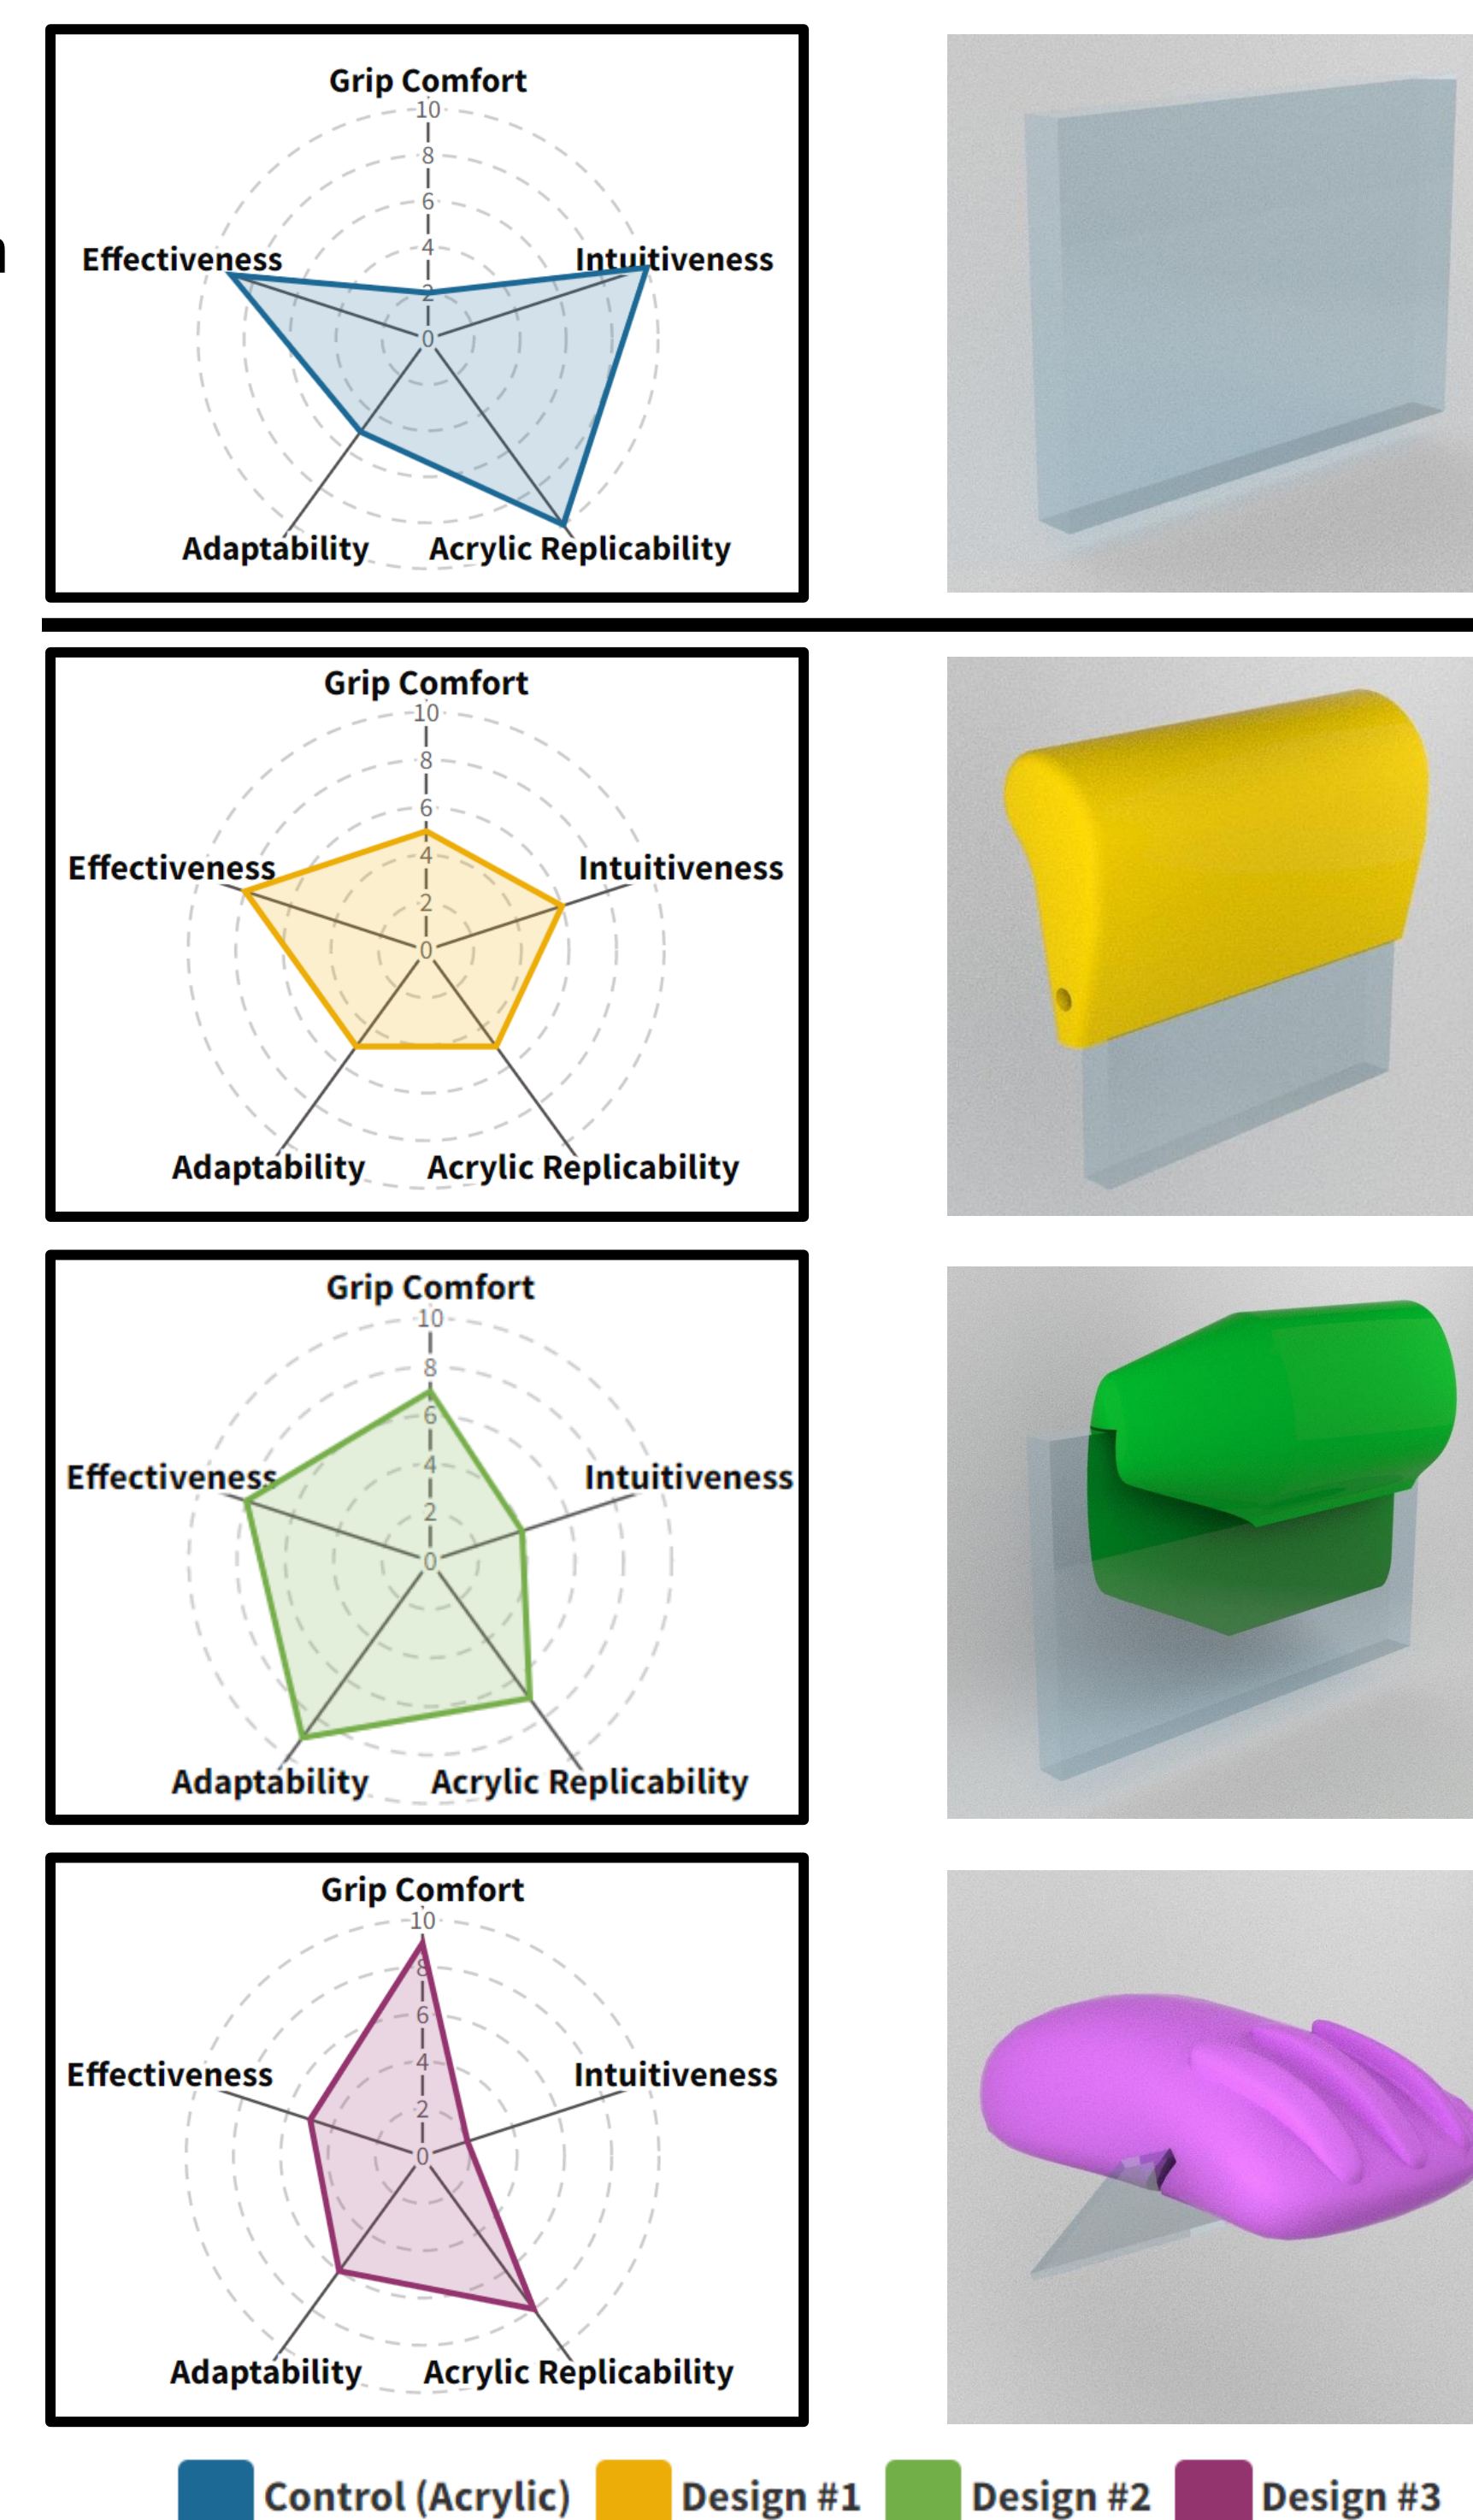 n
Grip Comfort
10
8
6
4
2
0
Effectiveness
Intuitiveness
Adaptability
Acrylic Replicability
Grip Comfort
10
8
6
4
2
0
Effectiveness
Intuitiveness
Adaptability
Acrylic Replicability
Grip Comfort
10
8
6
4
2
0
Effectiveness
Intuitiveness
Adaptability
Acrylic Replicability
Grip Comfort
10
8
6
4
2
0
Effectiveness
Intuitiveness
Adaptability
Acrylic Replicability
Control (Acrylic) Design #1 Design #2 Design #3